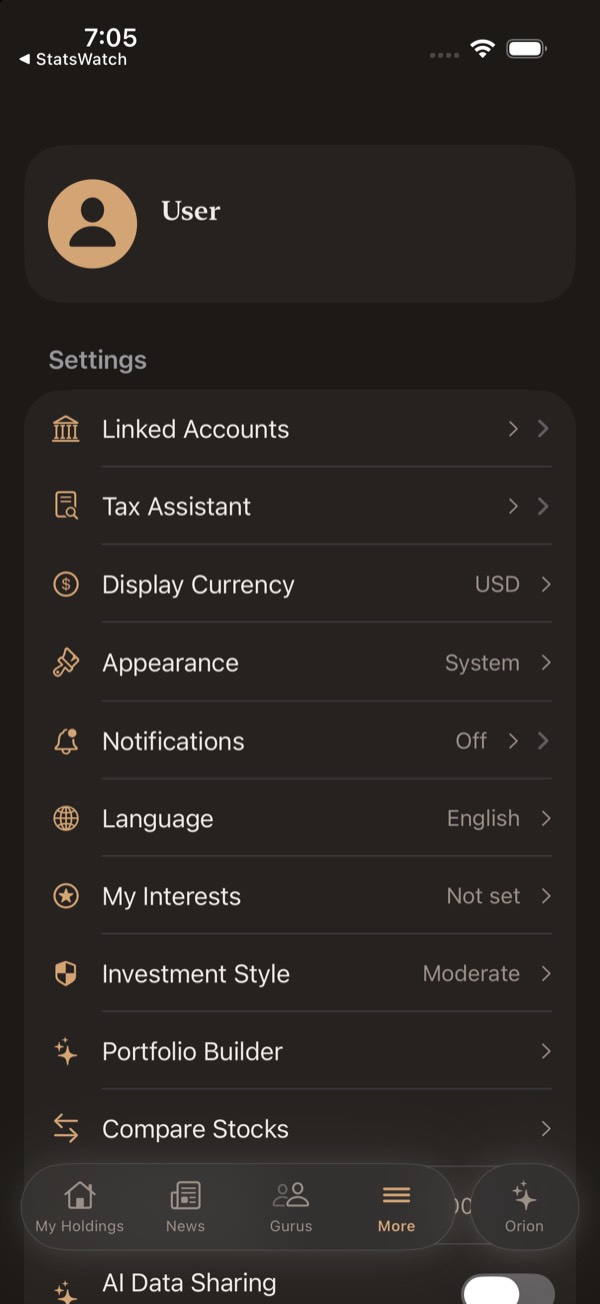 7:05
◀ StatsWatch
User
Settings
Linked Accounts
Tax Assistant
Display Currency USD
Appearance System
Notifications Off
Language English
My Interests Not set
Investment Style Moderate
Portfolio Builder
Compare Stocks
My Holdings News Gurus More Orion
AI Data Sharing